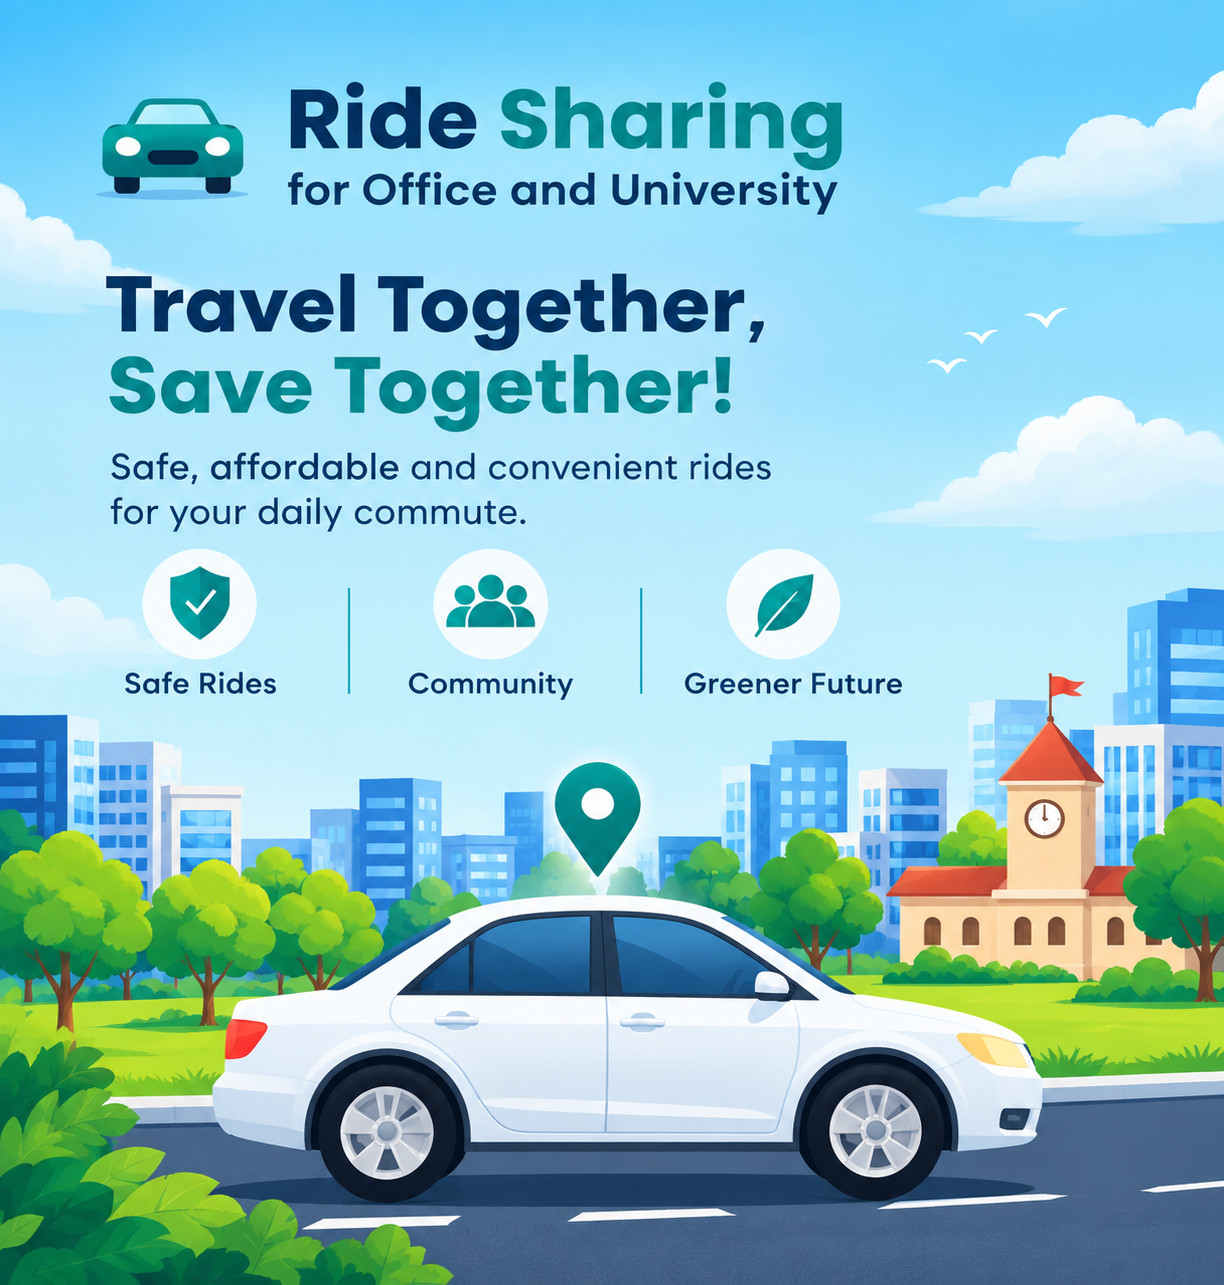 Ride Sharing
for Office and University
Travel Together,
Save Together!
Safe, affordable and convenient rides
for your daily commute.
Safe Rides
Community
Greener Future